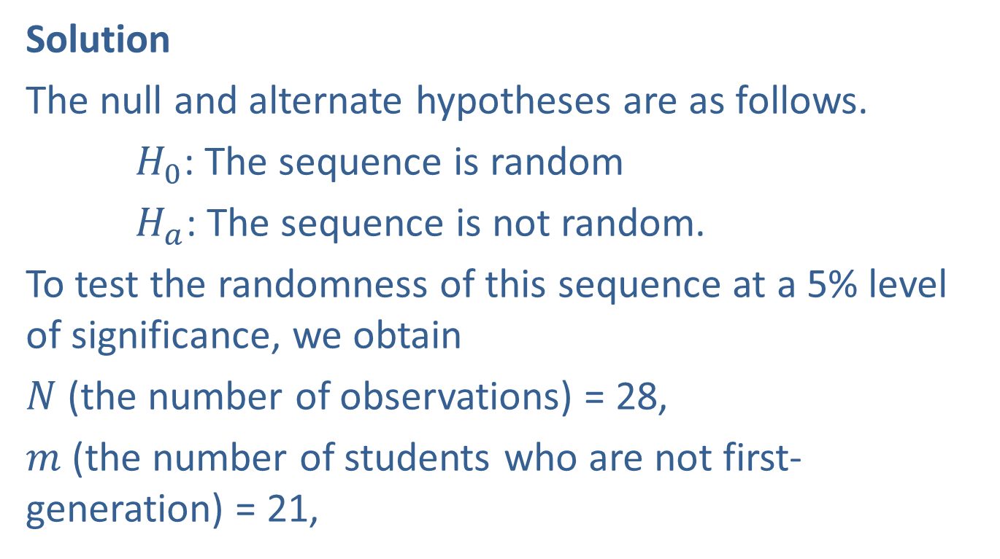 Solution
The null and alternate hypotheses are as follows.
H₀: The sequence is random
Hₐ: The sequence is not random.
To test the randomness of this sequence at a 5% level
of significance, we obtain
N (the number of observations) = 28,
m (the number of students who are not first-
generation) = 21,